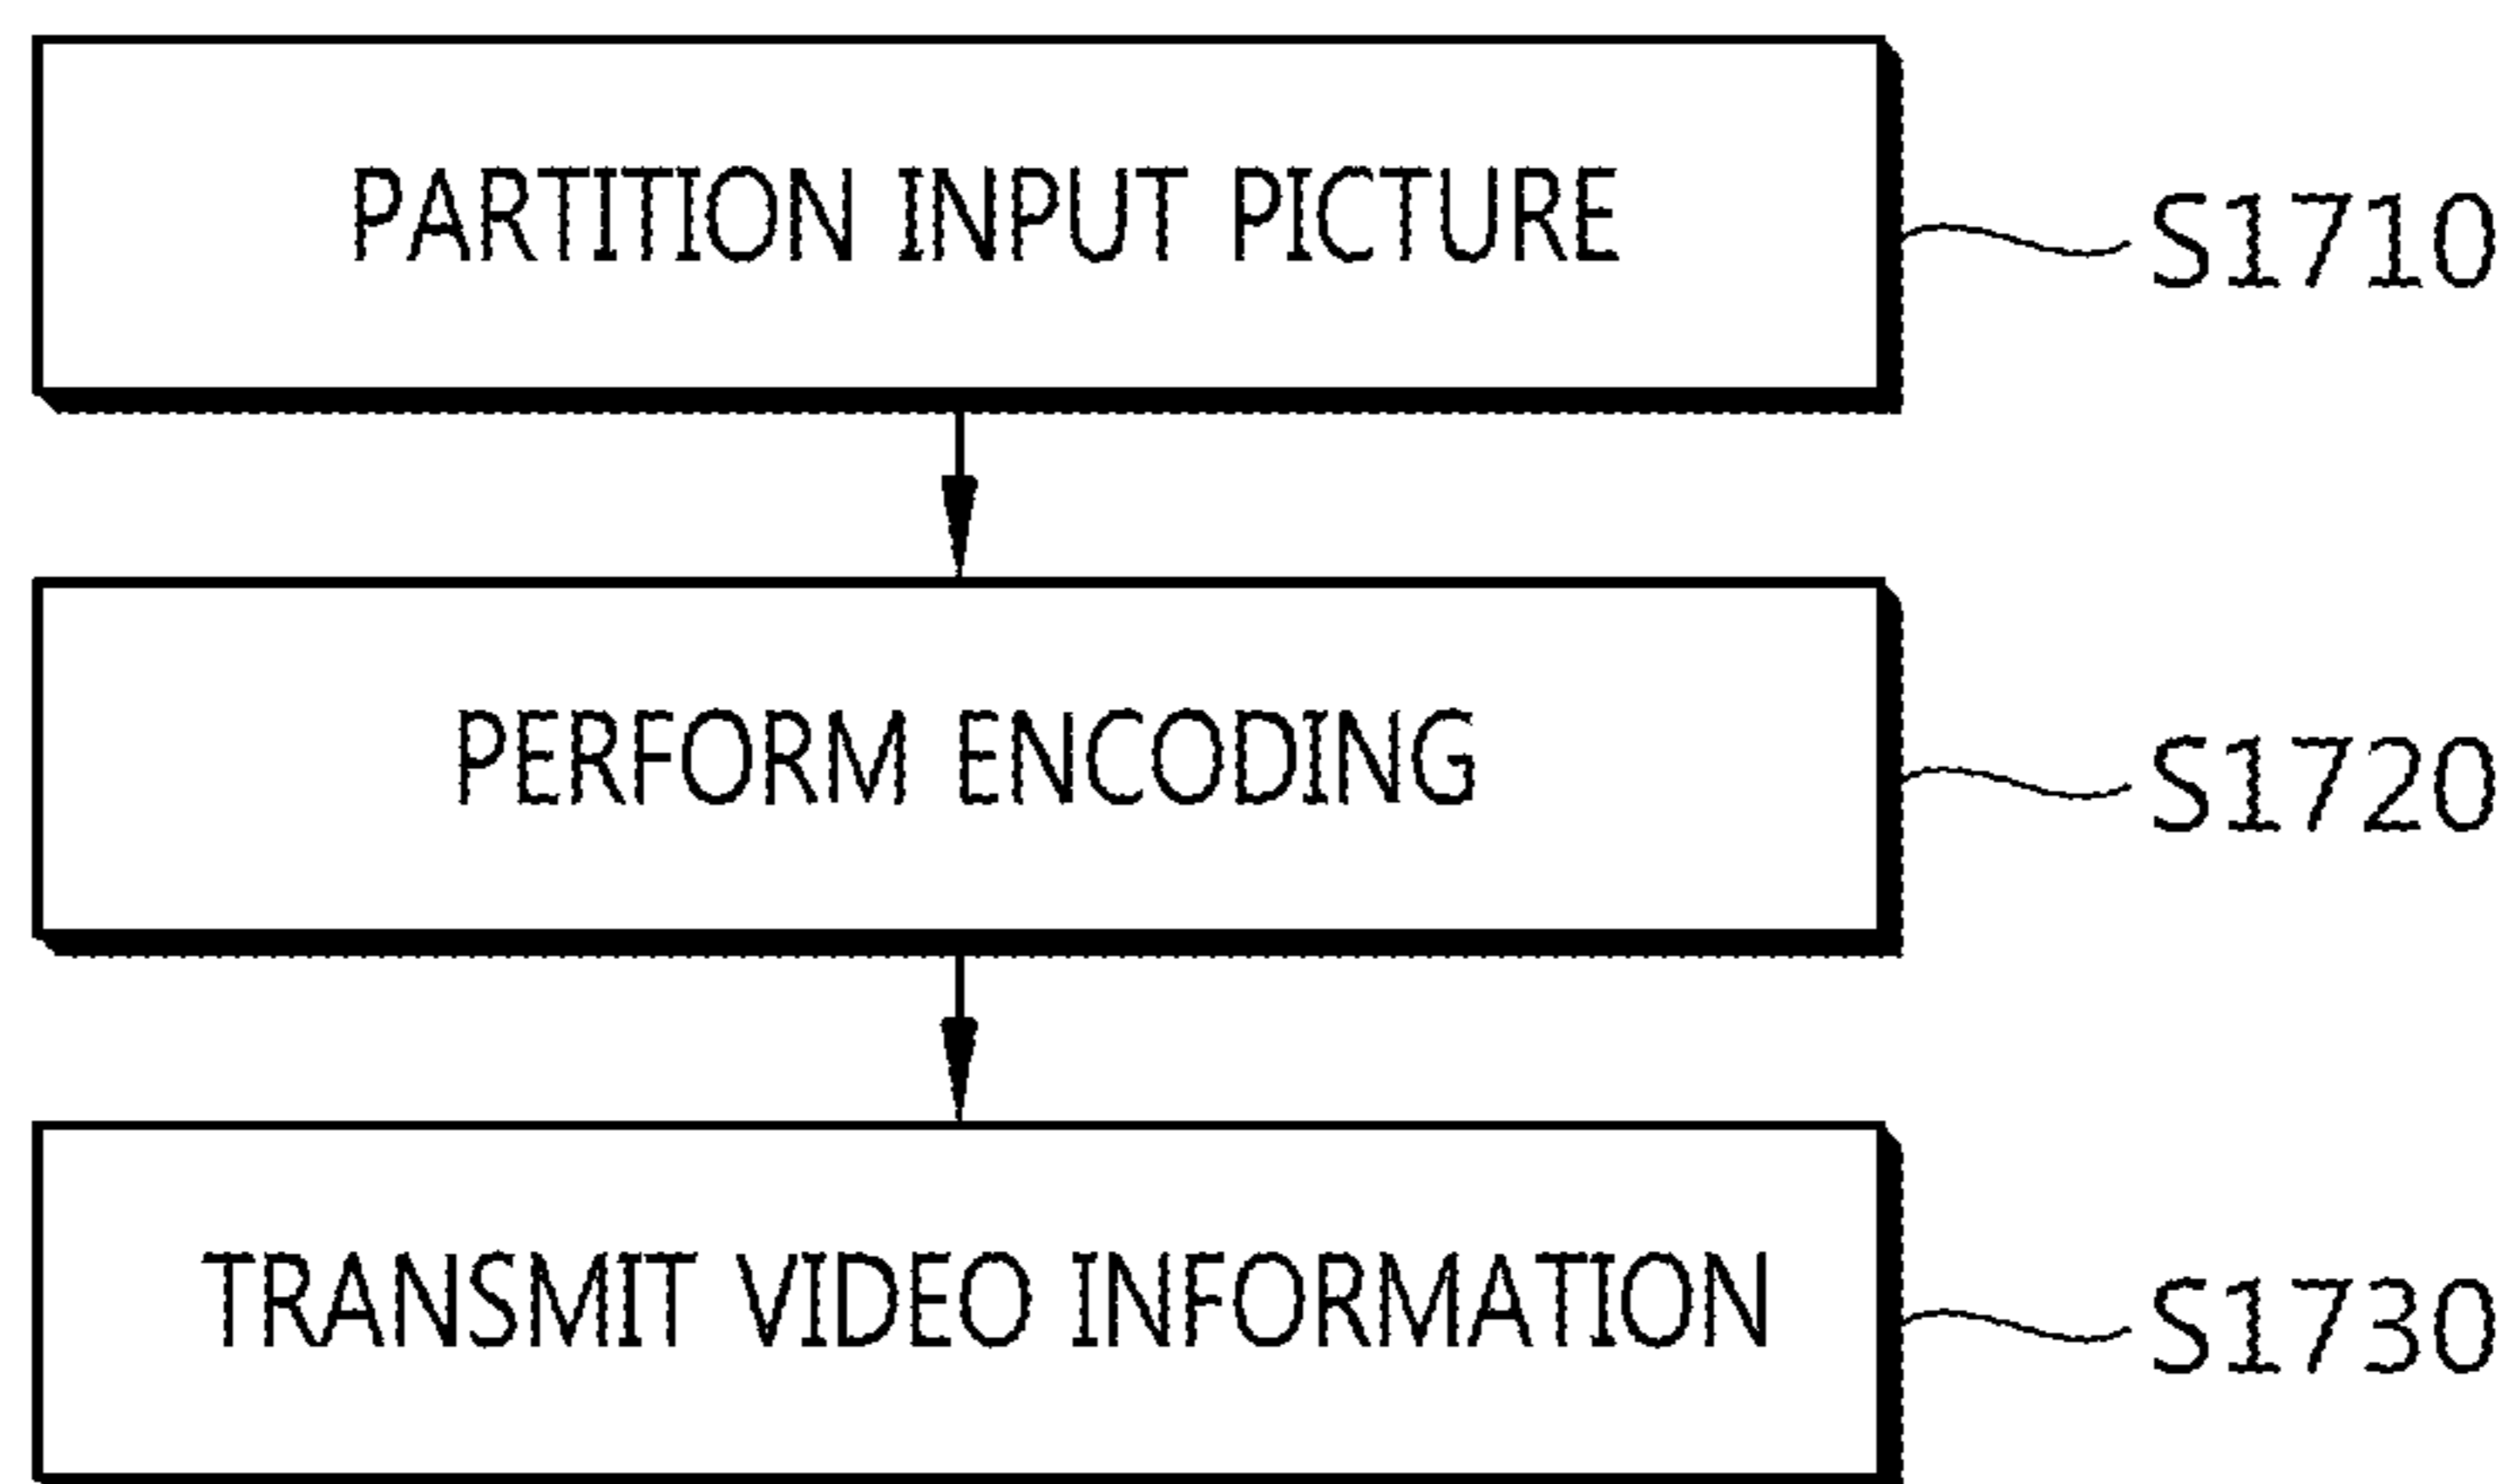 PARTITION INPUT PICTURE
S1710
PERFORM ENCODING
S1720
TRANSMIT VIDEO INFORMATION
S1730